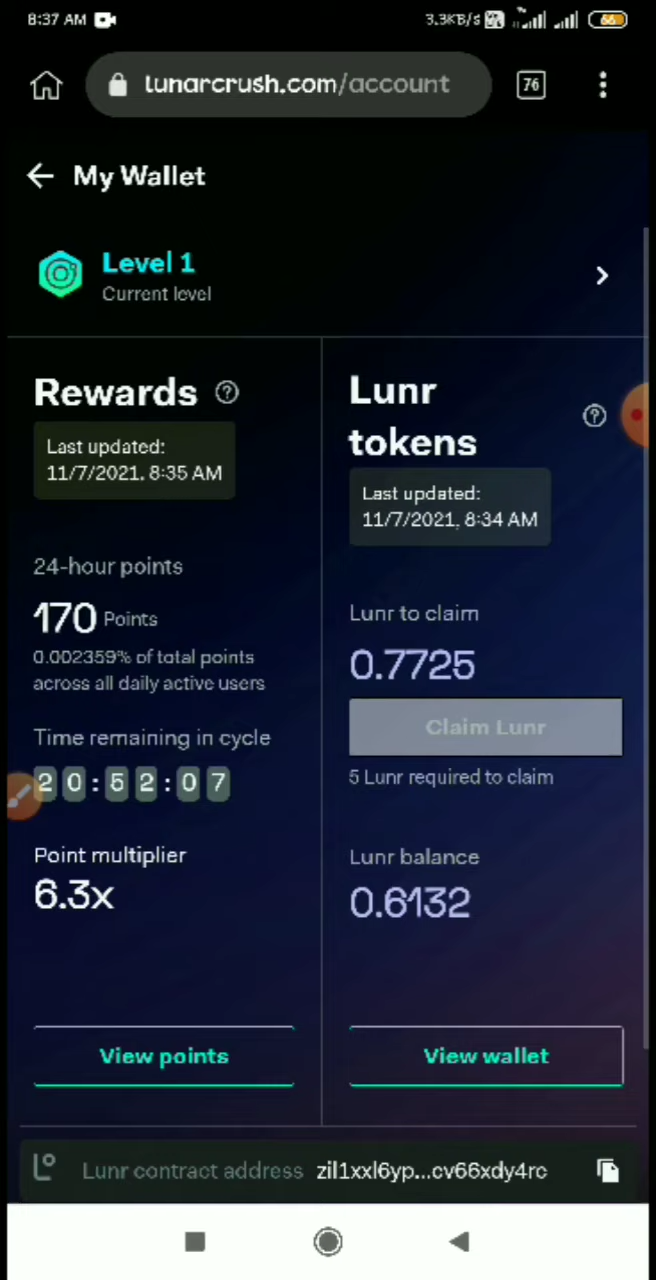 8:37 AM
3.3KB/s
66
lunarcrush.com/account
76
My Wallet
Level 1
Current level
Rewards
Last updated:
11/7/2021, 8:35 AM
24-hour points
170 Points
0.002359% of total points
across all daily active users
Time remaining in cycle
20:52:07
Point multiplier
6.3x
View points
Lunr
tokens
Last updated:
11/7/2021, 8:34 AM
Lunr to claim
0.7725
Claim Lunr
5 Lunr required to claim
Lunr balance
0.6132
View wallet
Lunr contract address zil1xxl6yp...cv66xdy4rc